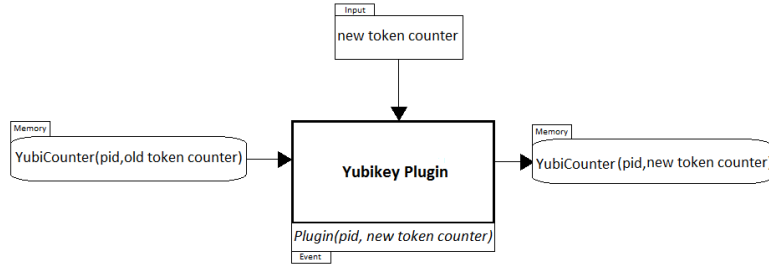 Input
new token counter
Memory
YubiCounter(pid,old token counter)
Yubikey Plugin
Memory
YubiCounter(pid,new token counter)
Plugin(pid, new token counter)
Event